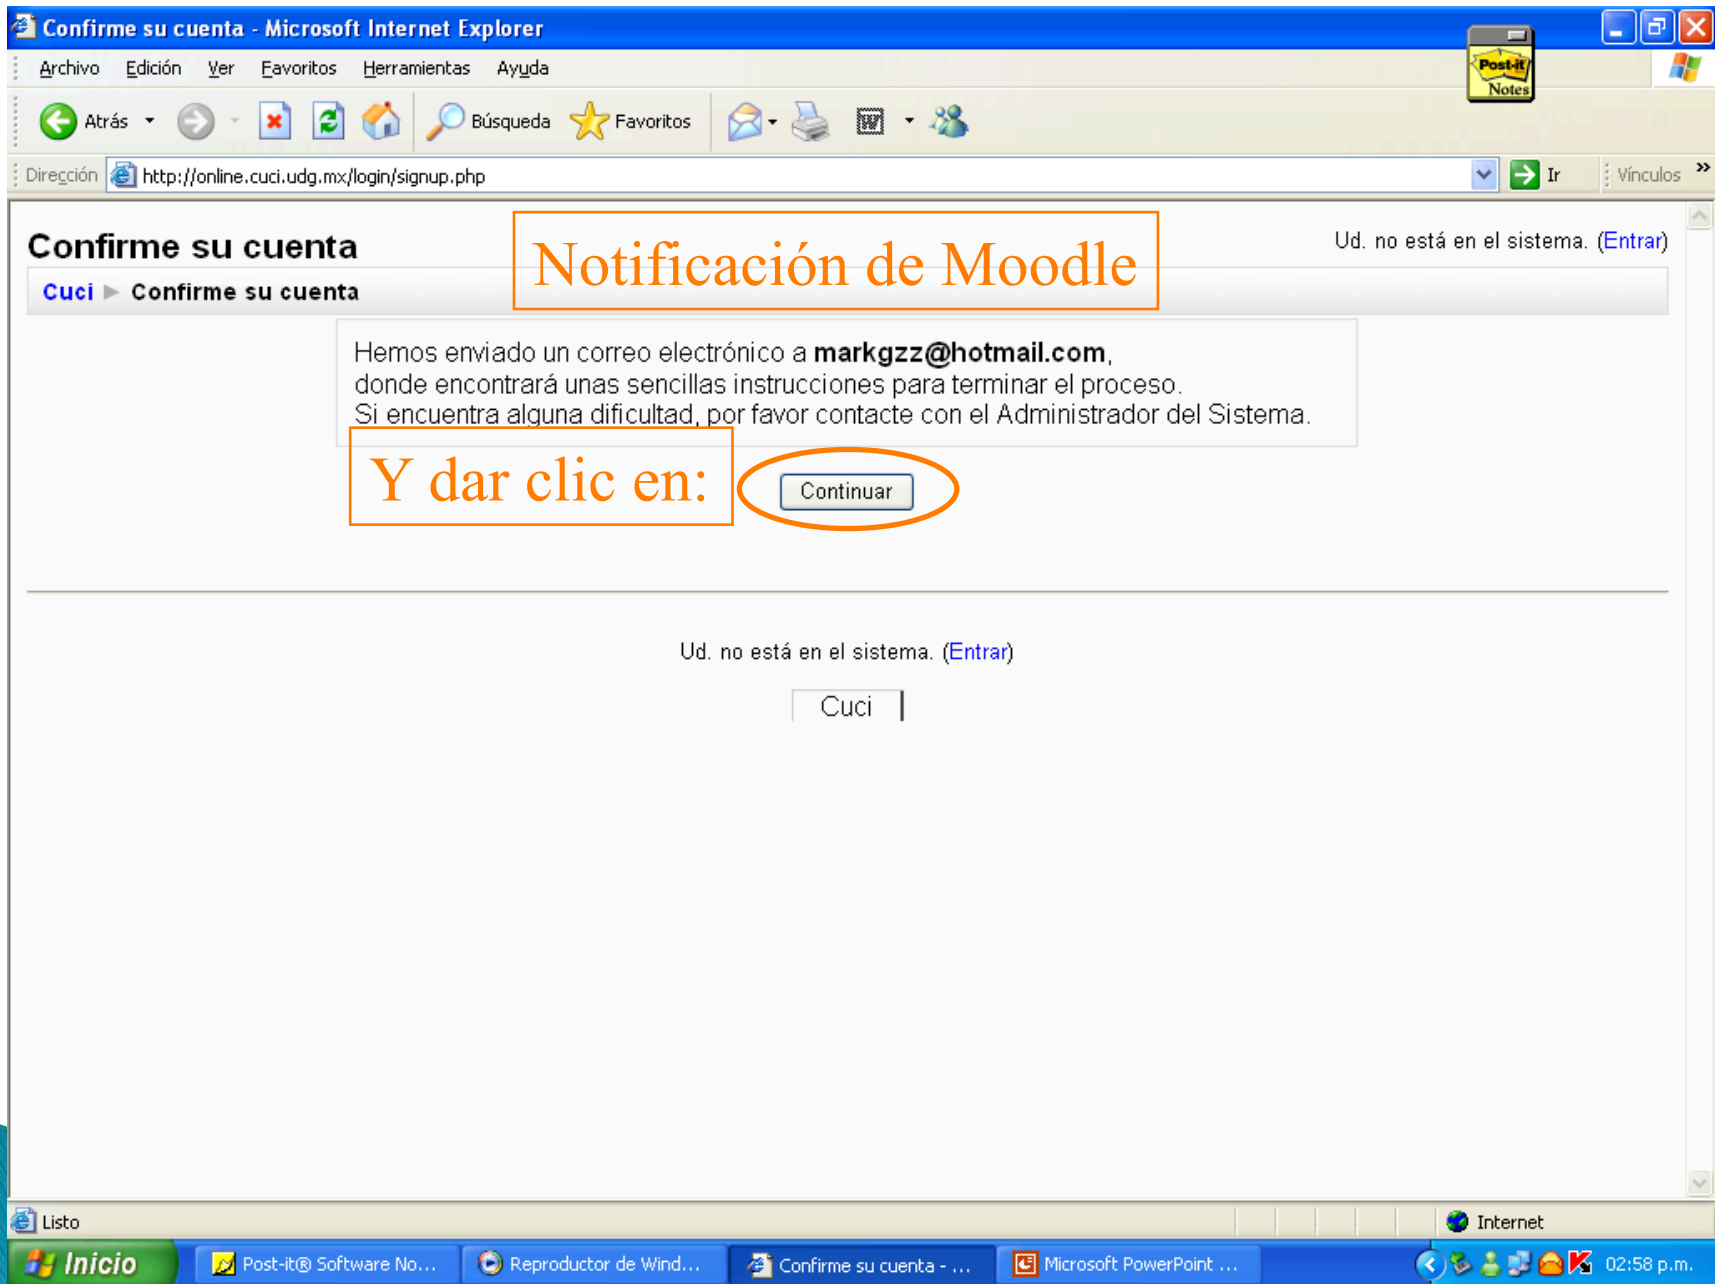 Confirme su cuenta - Microsoft Internet Explorer
Archivo Edición Ver Favoritos Herramientas Ayuda
Post-it
Notes
Atrás Búsqueda Favoritos
Dirección http://online.cuci.udg.mx/login/signup.php Ir Vínculos »
Confirme su cuenta
Notificación de Moodle
Ud. no está en el sistema. (Entrar)
Cuci ► Confirme su cuenta
Hemos enviado un correo electrónico a markgzz@hotmail.com,
donde encontrará unas sencillas instrucciones para terminar el proceso.
Si encuentra alguna dificultad, por favor contacte con el Administrador del Sistema.
Y dar clic en:
Continuar
Ud. no está en el sistema. (Entrar)
Cuci
Listo Internet
Inicio Post-it® Software No... Reproductor de Wind... Confirme su cuenta - ... Microsoft PowerPoint ... 02:58 p.m.